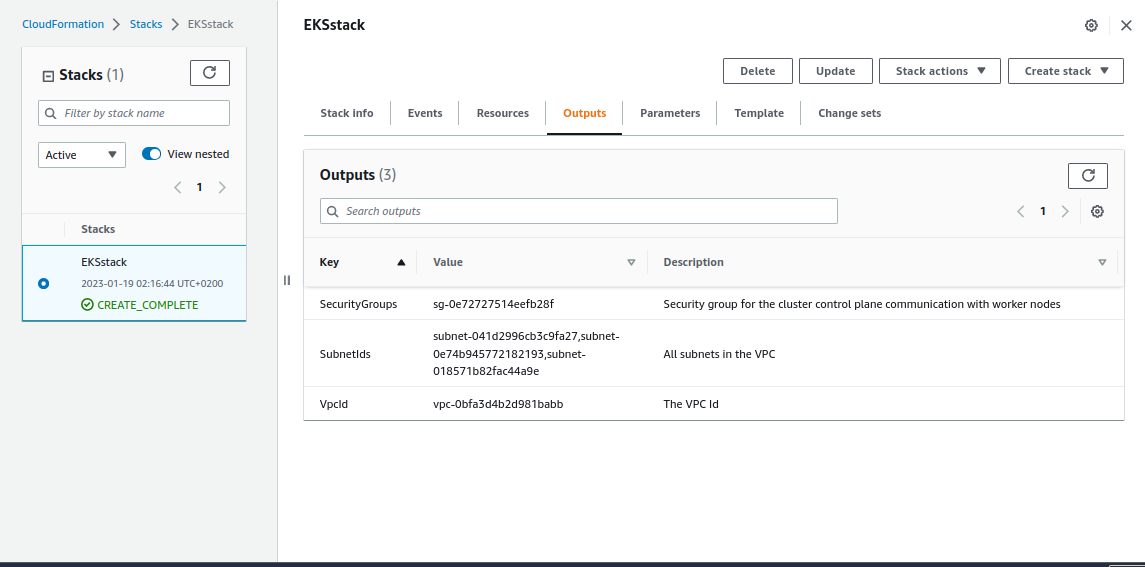 CloudFormation > Stacks > EKSstack
Stacks (1)
Filter by stack name
Active
View nested
1
Stacks
EKSstack
2023-01-19 02:16:44 UTC+0200
CREATE_COMPLETE
EKSstack
Delete Update Stack actions Create stack
Stack info Events Resources Outputs Parameters Template Change sets
Outputs (3)
Search outputs
1
Key Value Description
SecurityGroups sg-0e72727514eefb28f Security group for the cluster control plane communication with worker nodes
subnet-041d2996cb3c9fa27,subnet-
SubnetIds 0e74b945772182193,subnet- All subnets in the VPC
018571b82fac44a9e
VpcId vpc-0bfa3d4b2d981babb The VPC Id